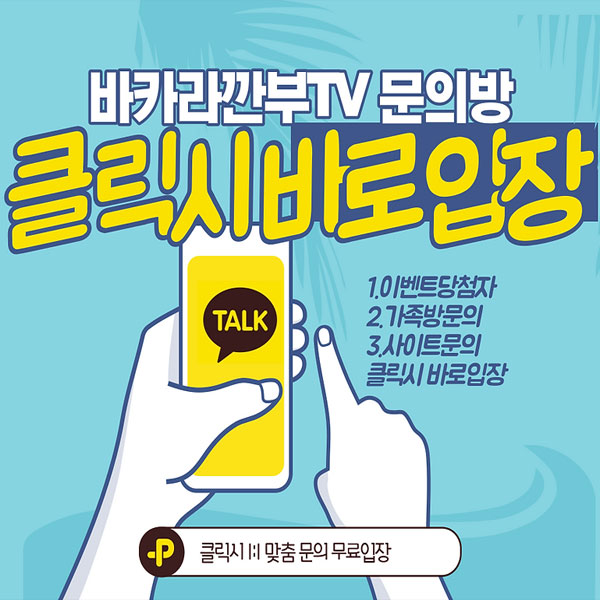 바카라깐부TV 문의방
클릭시바로입장
TALK
1.이벤트당첨자
2.가족방문의
3.사이트문의
클릭시 바로입장
P 클릭시 1:1 맞춤 문의 무료입장